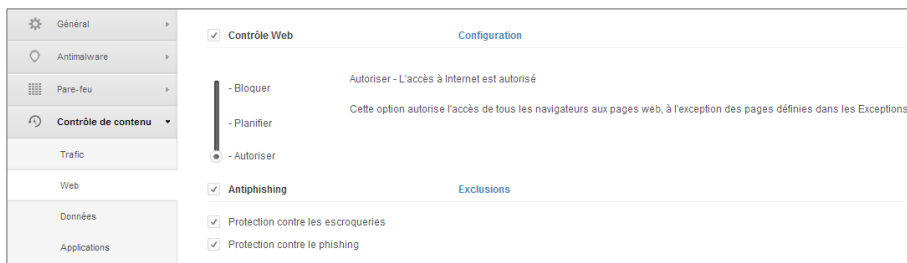 Général
Antimalware
Pare-feu
Contrôle de contenu
Trafic
Web
Données
Applications
Contrôle Web
Configuration
- Bloquer
- Planifier
- Autoriser
Autoriser - L'accès à Internet est autorisé
Cette option autorise l'accès de tous les navigateurs aux pages web, à l'exception des pages définies dans les Exceptions
Antiphishing
Exclusions
Protection contre les escroqueries
Protection contre le phishing